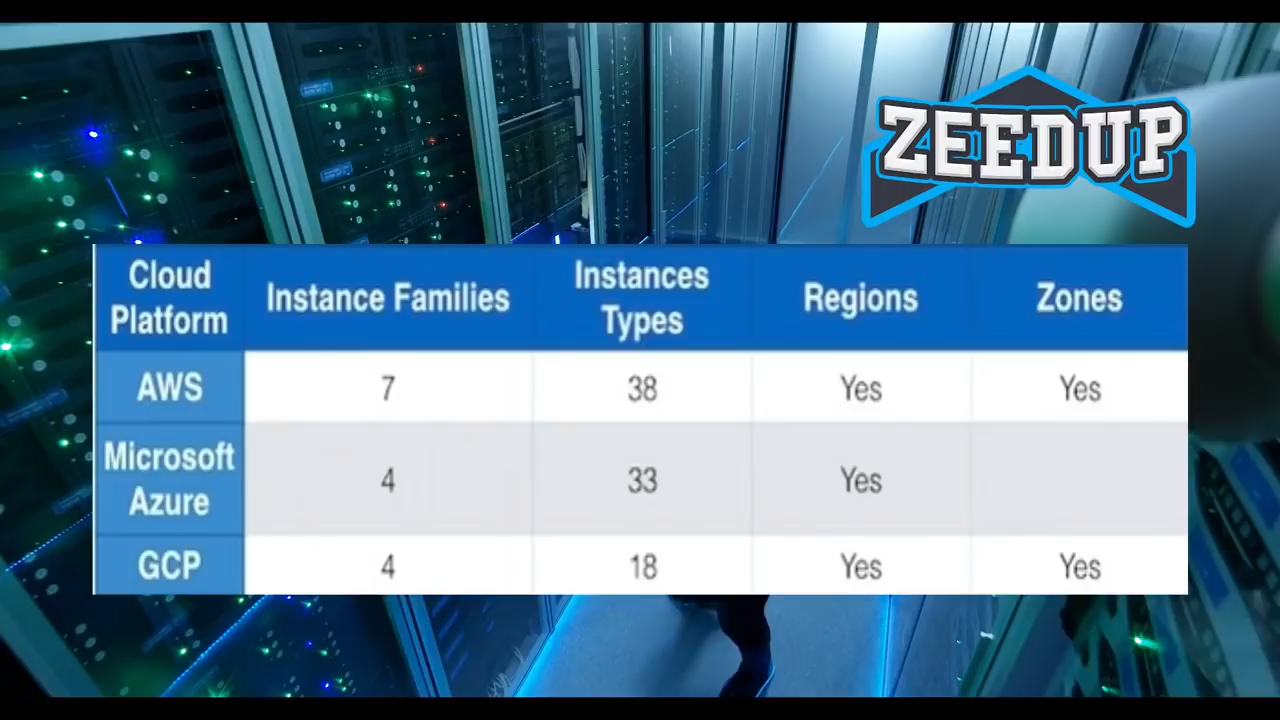 ZEEDUP
Cloud Platform Instance Families Instances Types Regions Zones
AWS 7 38 Yes Yes
Microsoft Azure 4 33 Yes
GCP 4 18 Yes Yes